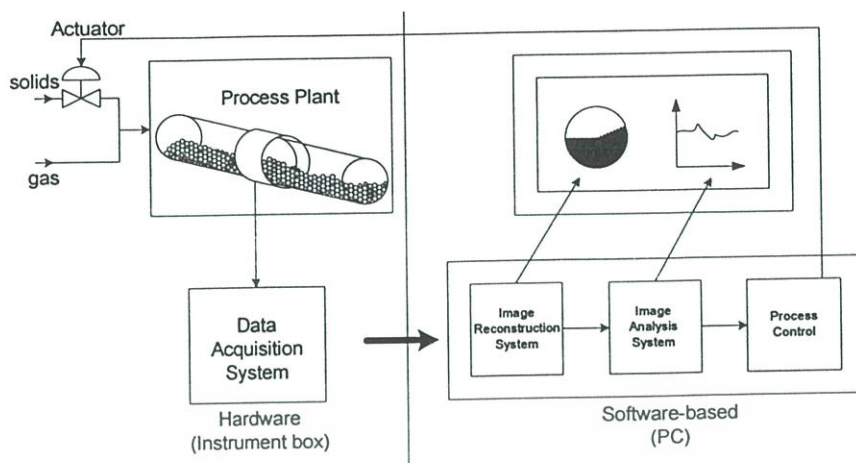 Actuator
solids
gas
Process Plant
Data
Acquisition
System
Hardware
(Instrument box)
Image
Reconstruction
System
Image
Analysis
System
Process
Control
Software-based
(PC)